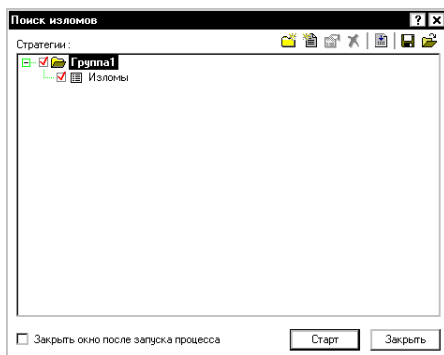 Поиск изломов
Стратегии:
Группа1
Изломы
Закрыть окно после запуска процесса
Старт
Закрыть